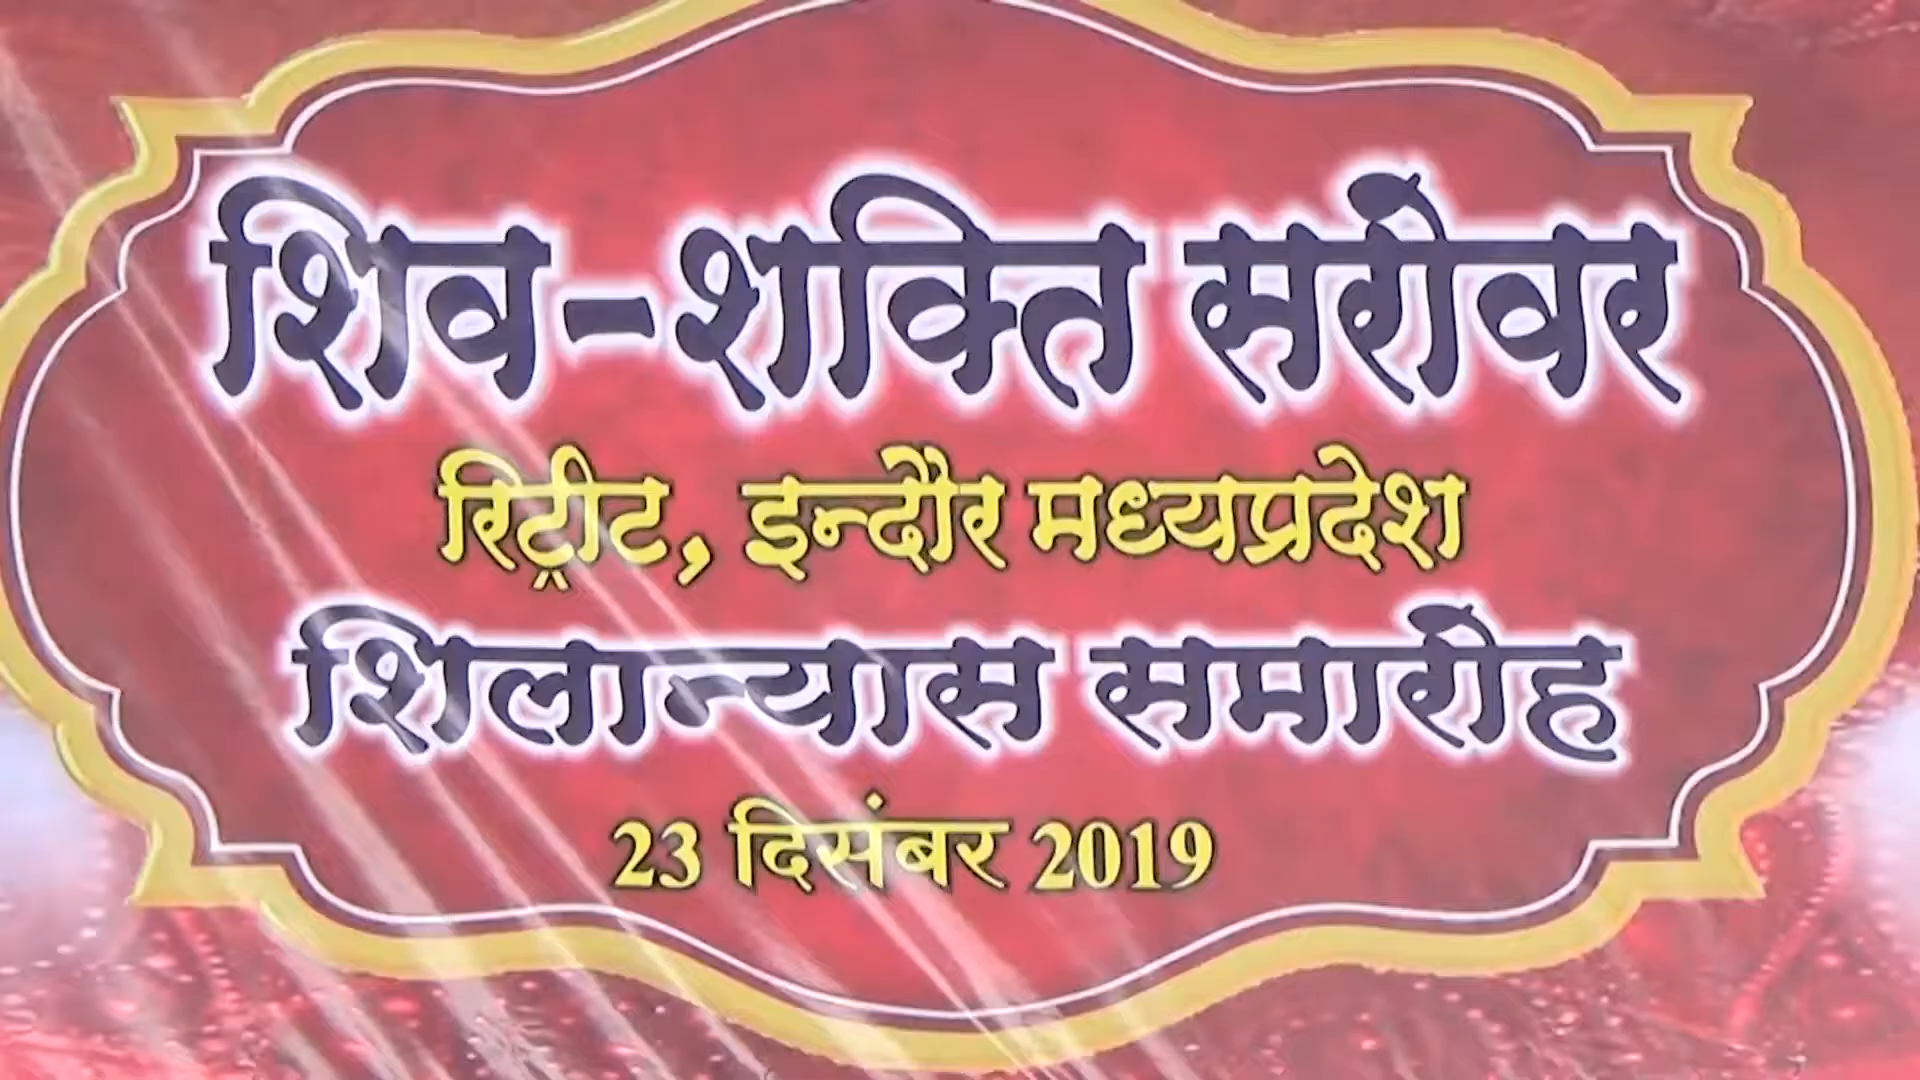 शिव-शक्ति सरोवर
रिट्रीट, इन्दौर मध्यप्रदेश
शिलान्यास समारोह
23 दिसंबर 2019